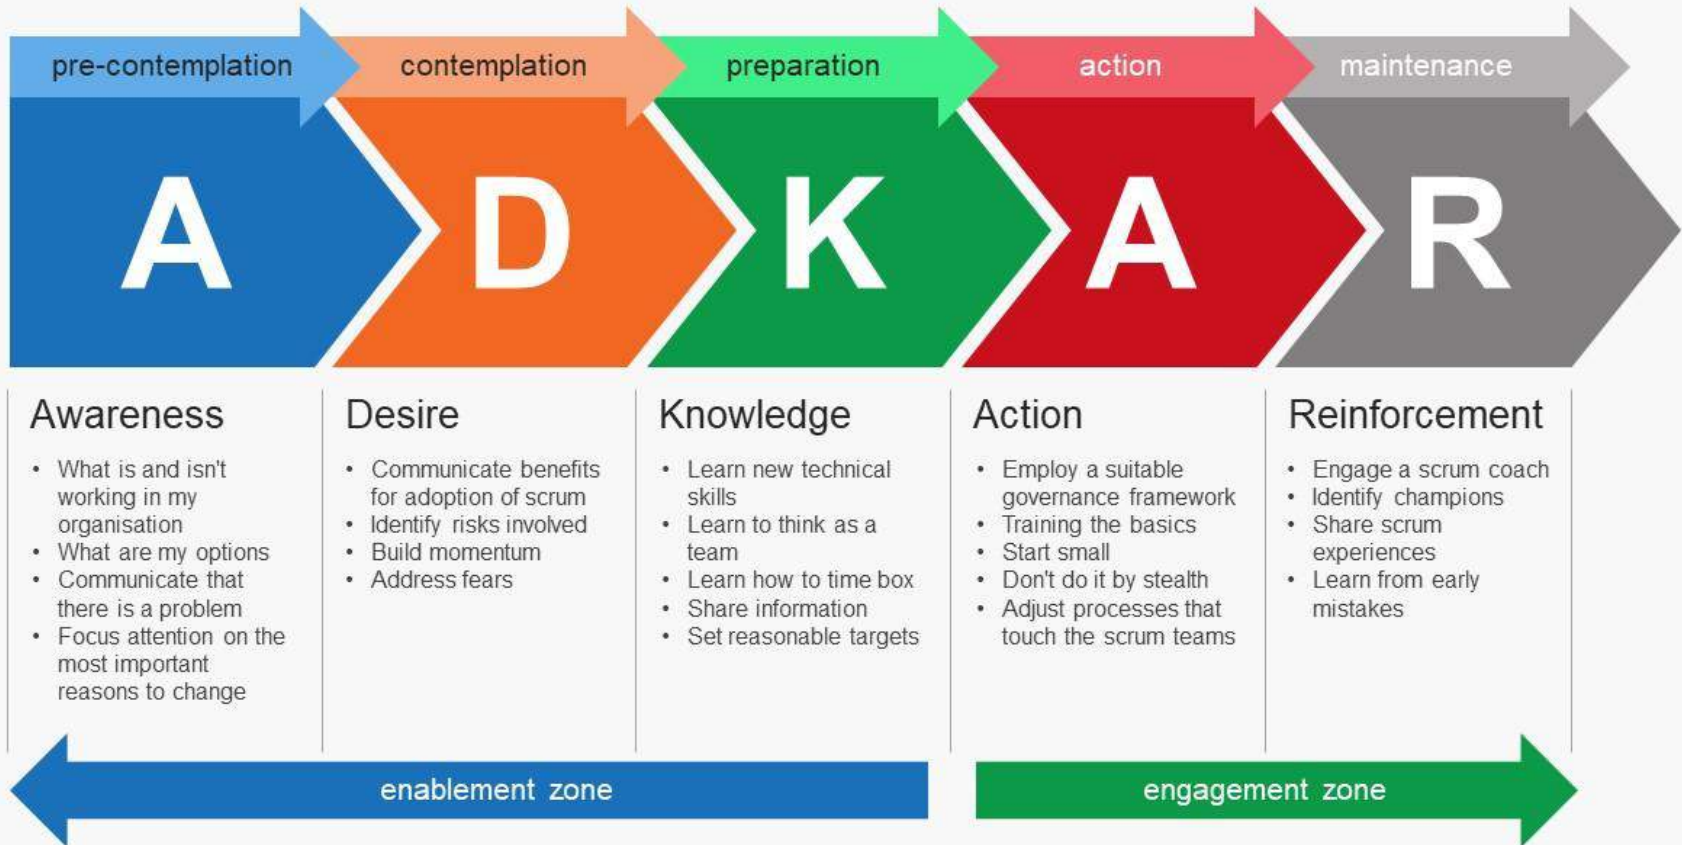 pre-contemplation
contemplation
preparation
action
maintenance
A
D
K
A
R
Awareness
• What is and isn't
working in my
organisation
• What are my options
• Communicate that
there is a problem
• Focus attention on the
most important
reasons to change
Desire
• Communicate benefits
for adoption of scrum
• Identify risks involved
• Build momentum
• Address fears
Knowledge
• Learn new technical
skills
• Learn to think as a
team
• Learn how to time box
• Share information
• Set reasonable targets
Action
• Employ a suitable
governance framework
• Training the basics
• Start small
• Don't do it by stealth
• Adjust processes that
touch the scrum teams
Reinforcement
• Engage a scrum coach
• Identify champions
• Share scrum
experiences
• Learn from early
mistakes
enablement zone
engagement zone